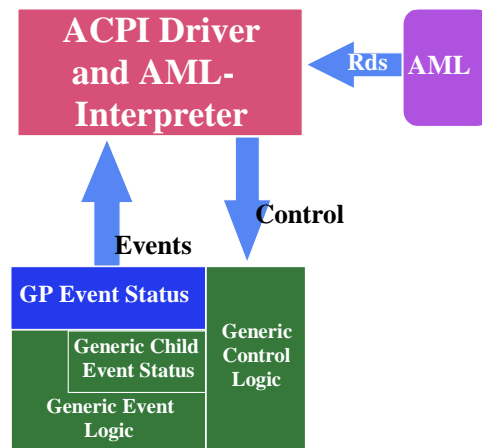 ACPI Driver
and AML-
Interpreter
Rds
AML
Control
Events
GP Event Status
Generic Child
Event Status
Generic Event
Logic
Generic
Control
Logic